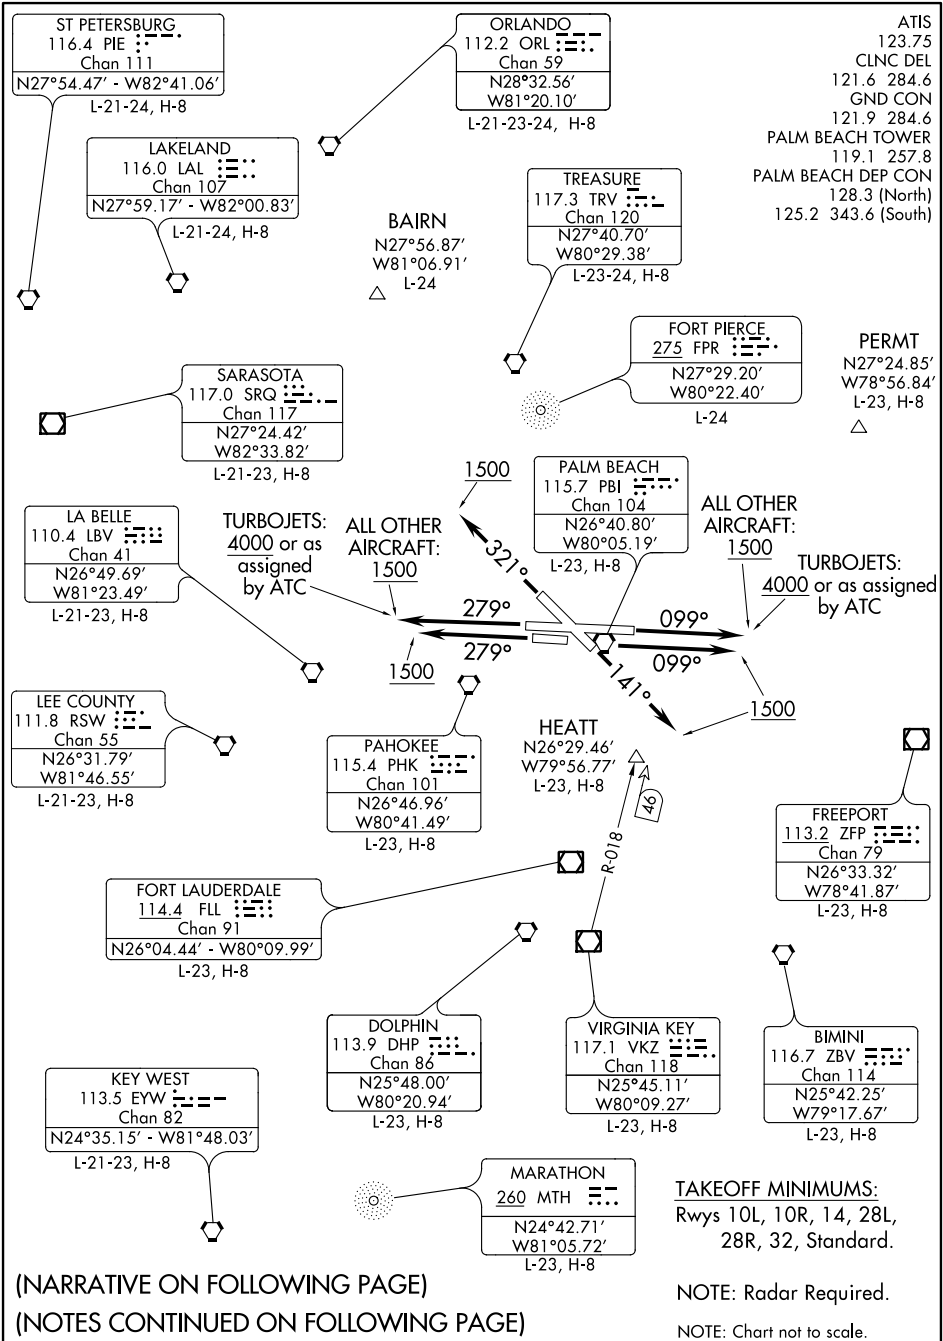 ST PETERSBURG
116.4 PIE
Chan 111
N27°54.47′ - W82°41.06′
L-21-24, H-8
ORLANDO
112.2 ORL
Chan 59
N28°32.56′
W81°20.10′
L-21-23-24, H-8
ATIS
123.75
CLNC DEL
121.6 284.6
GND CON
121.9 284.6
PALM BEACH TOWER
119.1 257.8
PALM BEACH DEP CON
128.3 (North)
125.2 343.6 (South)
LAKELAND
116.0 LAL
Chan 107
N27°59.17′ - W82°00.83′
L-21-24, H-8
BAIRN
N27°56.87′
W81°06.91′
L-24
TREASURE
117.3 TRV
Chan 120
N27°40.70′
W80°29.38′
L-23-24, H-8
FORT PIERCE
275 FPR
N27°29.20′
W80°22.40′
L-24
PERMT
N27°24.85′
W78°56.84′
L-23, H-8
SARASOTA
117.0 SRQ
Chan 117
N27°24.42′
W82°33.82′
L-21-23, H-8
1500
PALM BEACH
115.7 PBI
Chan 104
N26°40.80′
W80°05.19′
L-23, H-8
LA BELLE
110.4 LBV
Chan 41
N26°49.69′
W81°23.49′
L-21-23, H-8
TURBOJETS:
4000 or as
assigned
by ATC
ALL OTHER
AIRCRAFT:
1500
ALL OTHER
AIRCRAFT:
1500
TURBOJETS:
4000 or as assigned
by ATC
321°
279°
099°
279°
099°
141°
1500
1500
LEE COUNTY
111.8 RSW
Chan 55
N26°31.79′
W81°46.55′
L-21-23, H-8
PAHOKEE
115.4 PHK
Chan 101
N26°46.96′
W80°41.49′
L-23, H-8
HEATT
N26°29.46′
W79°56.77′
L-23, H-8
46
R-018
FREEPORT
113.2 ZFP
Chan 79
N26°33.32′
W78°41.87′
L-23, H-8
FORT LAUDERDALE
114.4 FLL
Chan 91
N26°04.44′ - W80°09.99′
L-23, H-8
DOLPHIN
113.9 DHP
Chan 86
N25°48.00′
W80°20.94′
L-23, H-8
VIRGINIA KEY
117.1 VKZ
Chan 118
N25°45.11′
W80°09.27′
L-23, H-8
BIMINI
116.7 ZBV
Chan 114
N25°42.25′
W79°17.67′
L-23, H-8
KEY WEST
113.5 EYW
Chan 82
N24°35.15′ - W81°48.03′
L-21-23, H-8
MARATHON
260 MTH
N24°42.71′
W81°05.72′
L-23, H-8
TAKEOFF MINIMUMS:
Rwys 10L, 10R, 14, 28L,
28R, 32, Standard.
(NARRATIVE ON FOLLOWING PAGE)
(NOTES CONTINUED ON FOLLOWING PAGE)
NOTE: Radar Required.
NOTE: Chart not to scale.